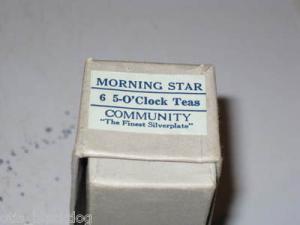 MORNING STAR
6 5-O'Clock Teas
COMMUNITY
"The Finest Silverplate"